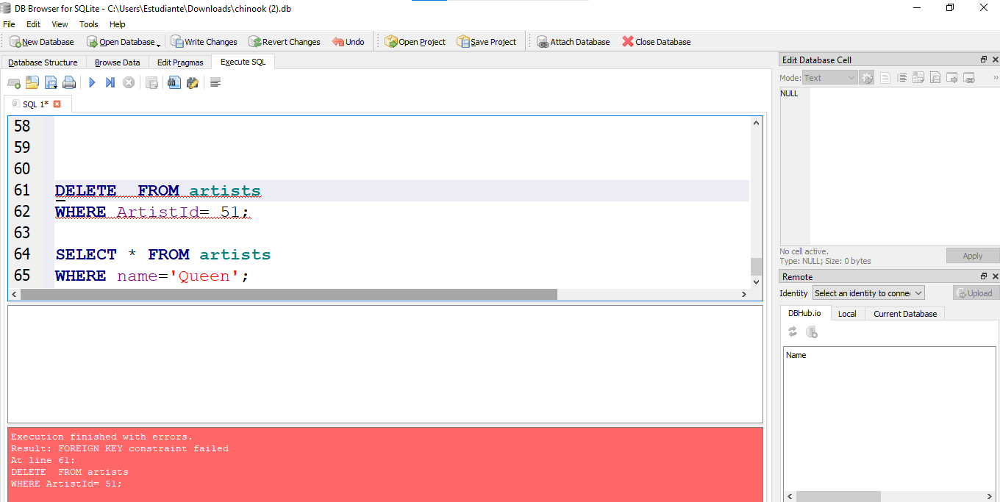 DB Browser for SQLite - C:\Users\Estudiante\Downloads\chinook (2).db
File Edit View Tools Help
New Database Open Database Write Changes Revert Changes Undo Open Project Save Project Attach Database Close Database
Database Structure Browse Data Edit Pragmas Execute SQL
SQL 1*
58
59
60
61 DELETE  FROM artists
62 WHERE ArtistId= 51;
63
64 SELECT * FROM artists
65 WHERE name='Queen';
Execution finished with errors.
Result: FOREIGN KEY constraint failed
At line 61:
DELETE  FROM artists
WHERE ArtistId= 51;
Edit Database Cell
Mode: Text
NULL
No cell active.
Type: NULL; Size: 0 bytes
Apply
Remote
Identity Select an identity to conne Upload
DBHub.io Local Current Database
Name